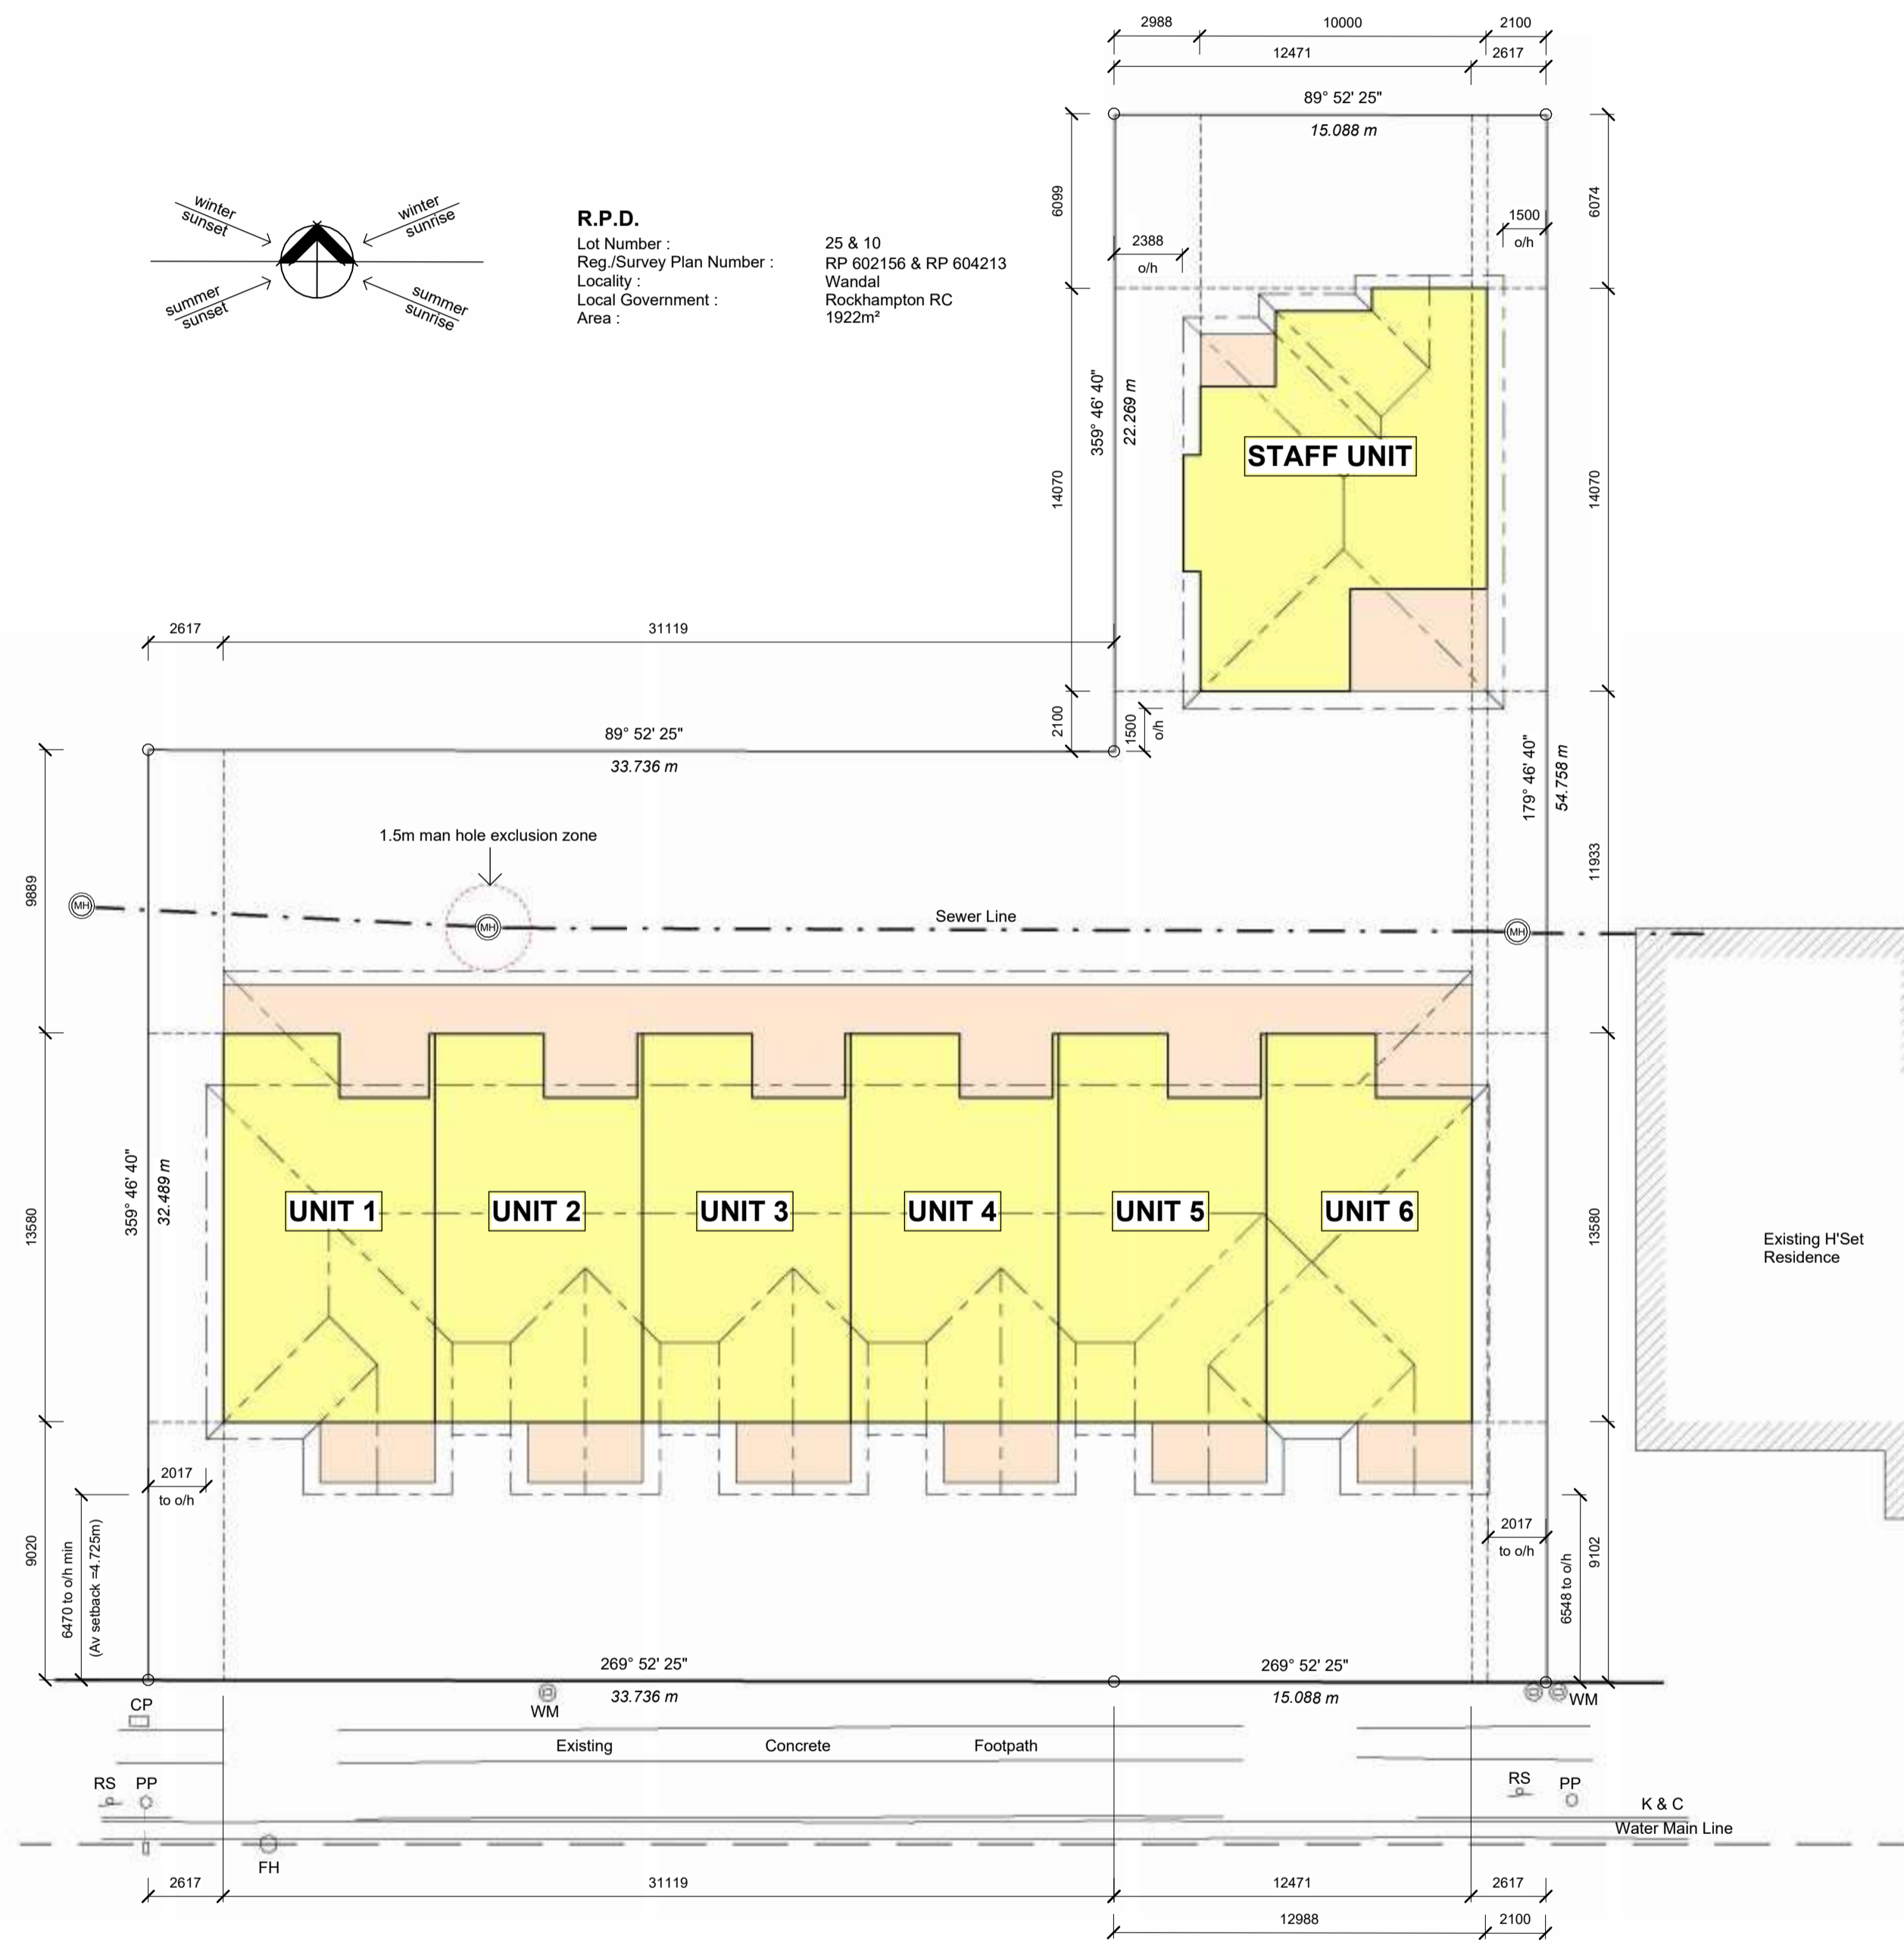 2988 10000 2100
12471 2617
89° 52' 25"
15.088 m
winter
sunset
winter
sunrise
summer
sunset
summer
sunrise
R.P.D.
Lot Number : 25 & 10
Reg./Survey Plan Number : RP 602156 & RP 604213
Locality : Wandal
Local Government : Rockhampton RC
Area : 1922m²
6099
6074
1500
o/h
2388
o/h
359° 46' 40"
22.269 m
14070
14070
STAFF UNIT
2617 31119
2100
1500
o/h
89° 52' 25"
33.736 m
179° 46' 40"
54.758 m
1.5m man hole exclusion zone
9889
11933
MH
MH
Sewer Line
MH
13580
359° 46' 40"
32.489 m
UNIT 1
UNIT 2
UNIT 3
UNIT 4
UNIT 5
UNIT 6
13580
Existing H'Set
Residence
2017
to o/h
9020
6470 to o/h min
(Av setback =4.725m)
2017
to o/h
6548 to o/h
9102
269° 52' 25"
33.736 m
269° 52' 25"
15.088 m
CP
WM
WM
Existing Concrete Footpath
RS PP
RS PP
K & C
Water Main Line
FH
2617 31119 12471 2617
12988 2100